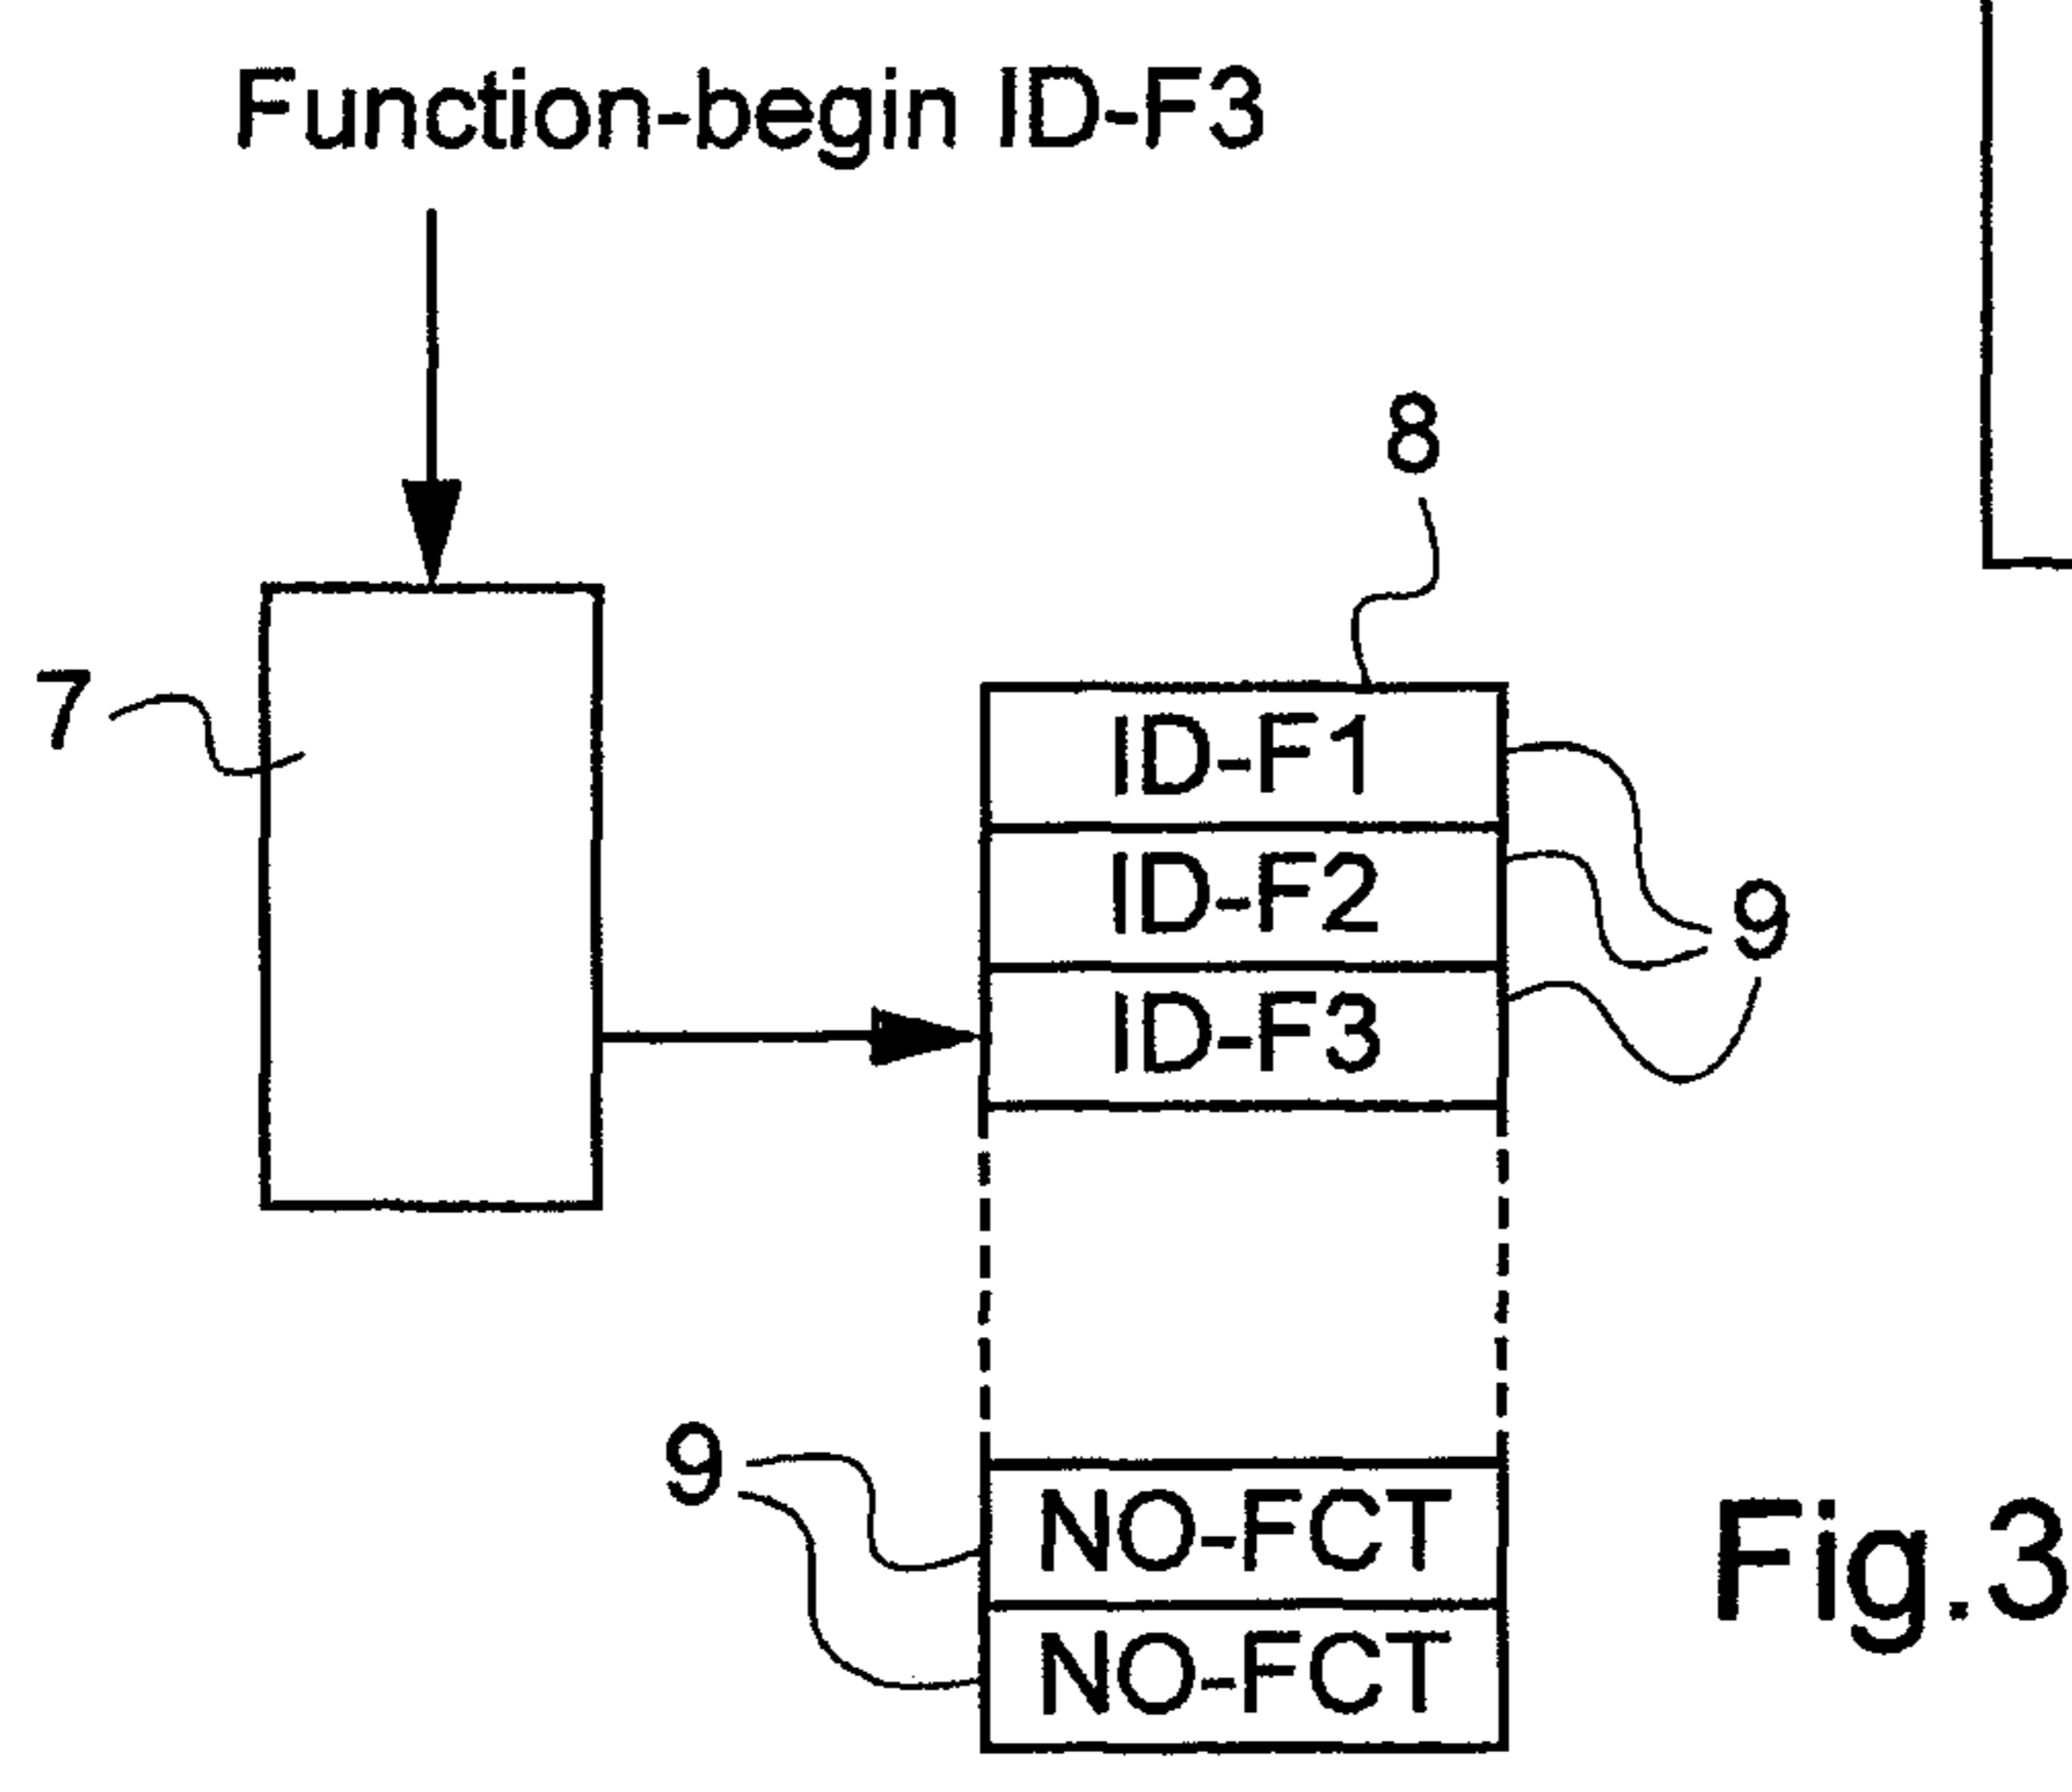 Function-begin ID-F3
8
7
ID-F1
ID-F2
9
ID-F3
9
NO-FCT
NO-FCT
Fig.3